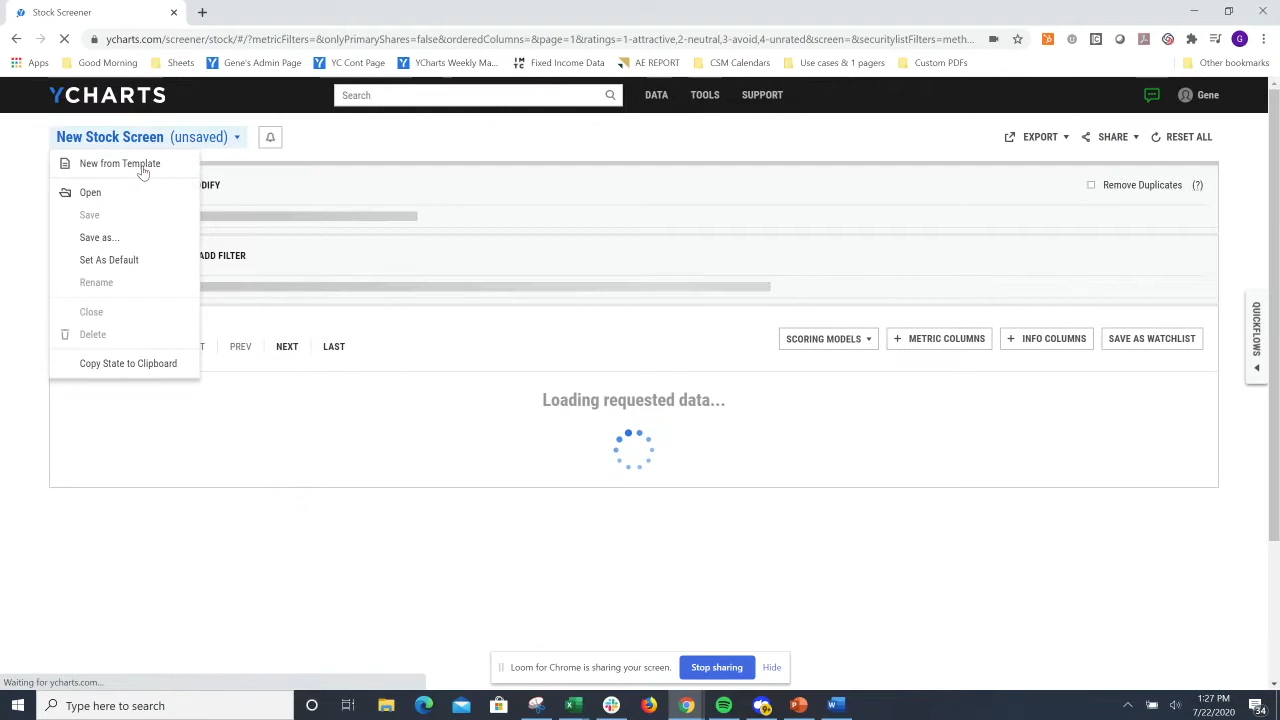 Stock Screener
ycharts.com/screener/stock/#/?metricFilters=&onlyPrimaryShares=false&orderedColumns=&page=1&ratings=1-attractive,2-neutral,3-avoid,4-unrated&screen=&securitylistFilters=meth...
Apps Good Morning Sheets Gene's Admin Page YC Cont Page YCharts Weekly Ma... Fixed Income Data AE REPORT CSM Calendars Use cases & 1 pagers Custom PDFs Other bookmarks
YCHARTS Search DATA TOOLS SUPPORT Gene
New Stock Screen (unsaved) EXPORT SHARE RESET ALL
New from Template
ODIFY Remove Duplicates (?)
Open
Save
Save as...
ADD FILTER
Set As Default
Rename
Close
Delete
T PREV NEXT LAST SCORING MODELS + METRIC COLUMNS + INFO COLUMNS SAVE AS WATCHLIST
Copy State to Clipboard
QUICKFLOWS
Loading requested data...
Loom for Chrome is sharing your screen. Stop sharing Hide
Waiting for ycharts.com...
Type here to search
9+
1:27 PM
7/22/2020
34